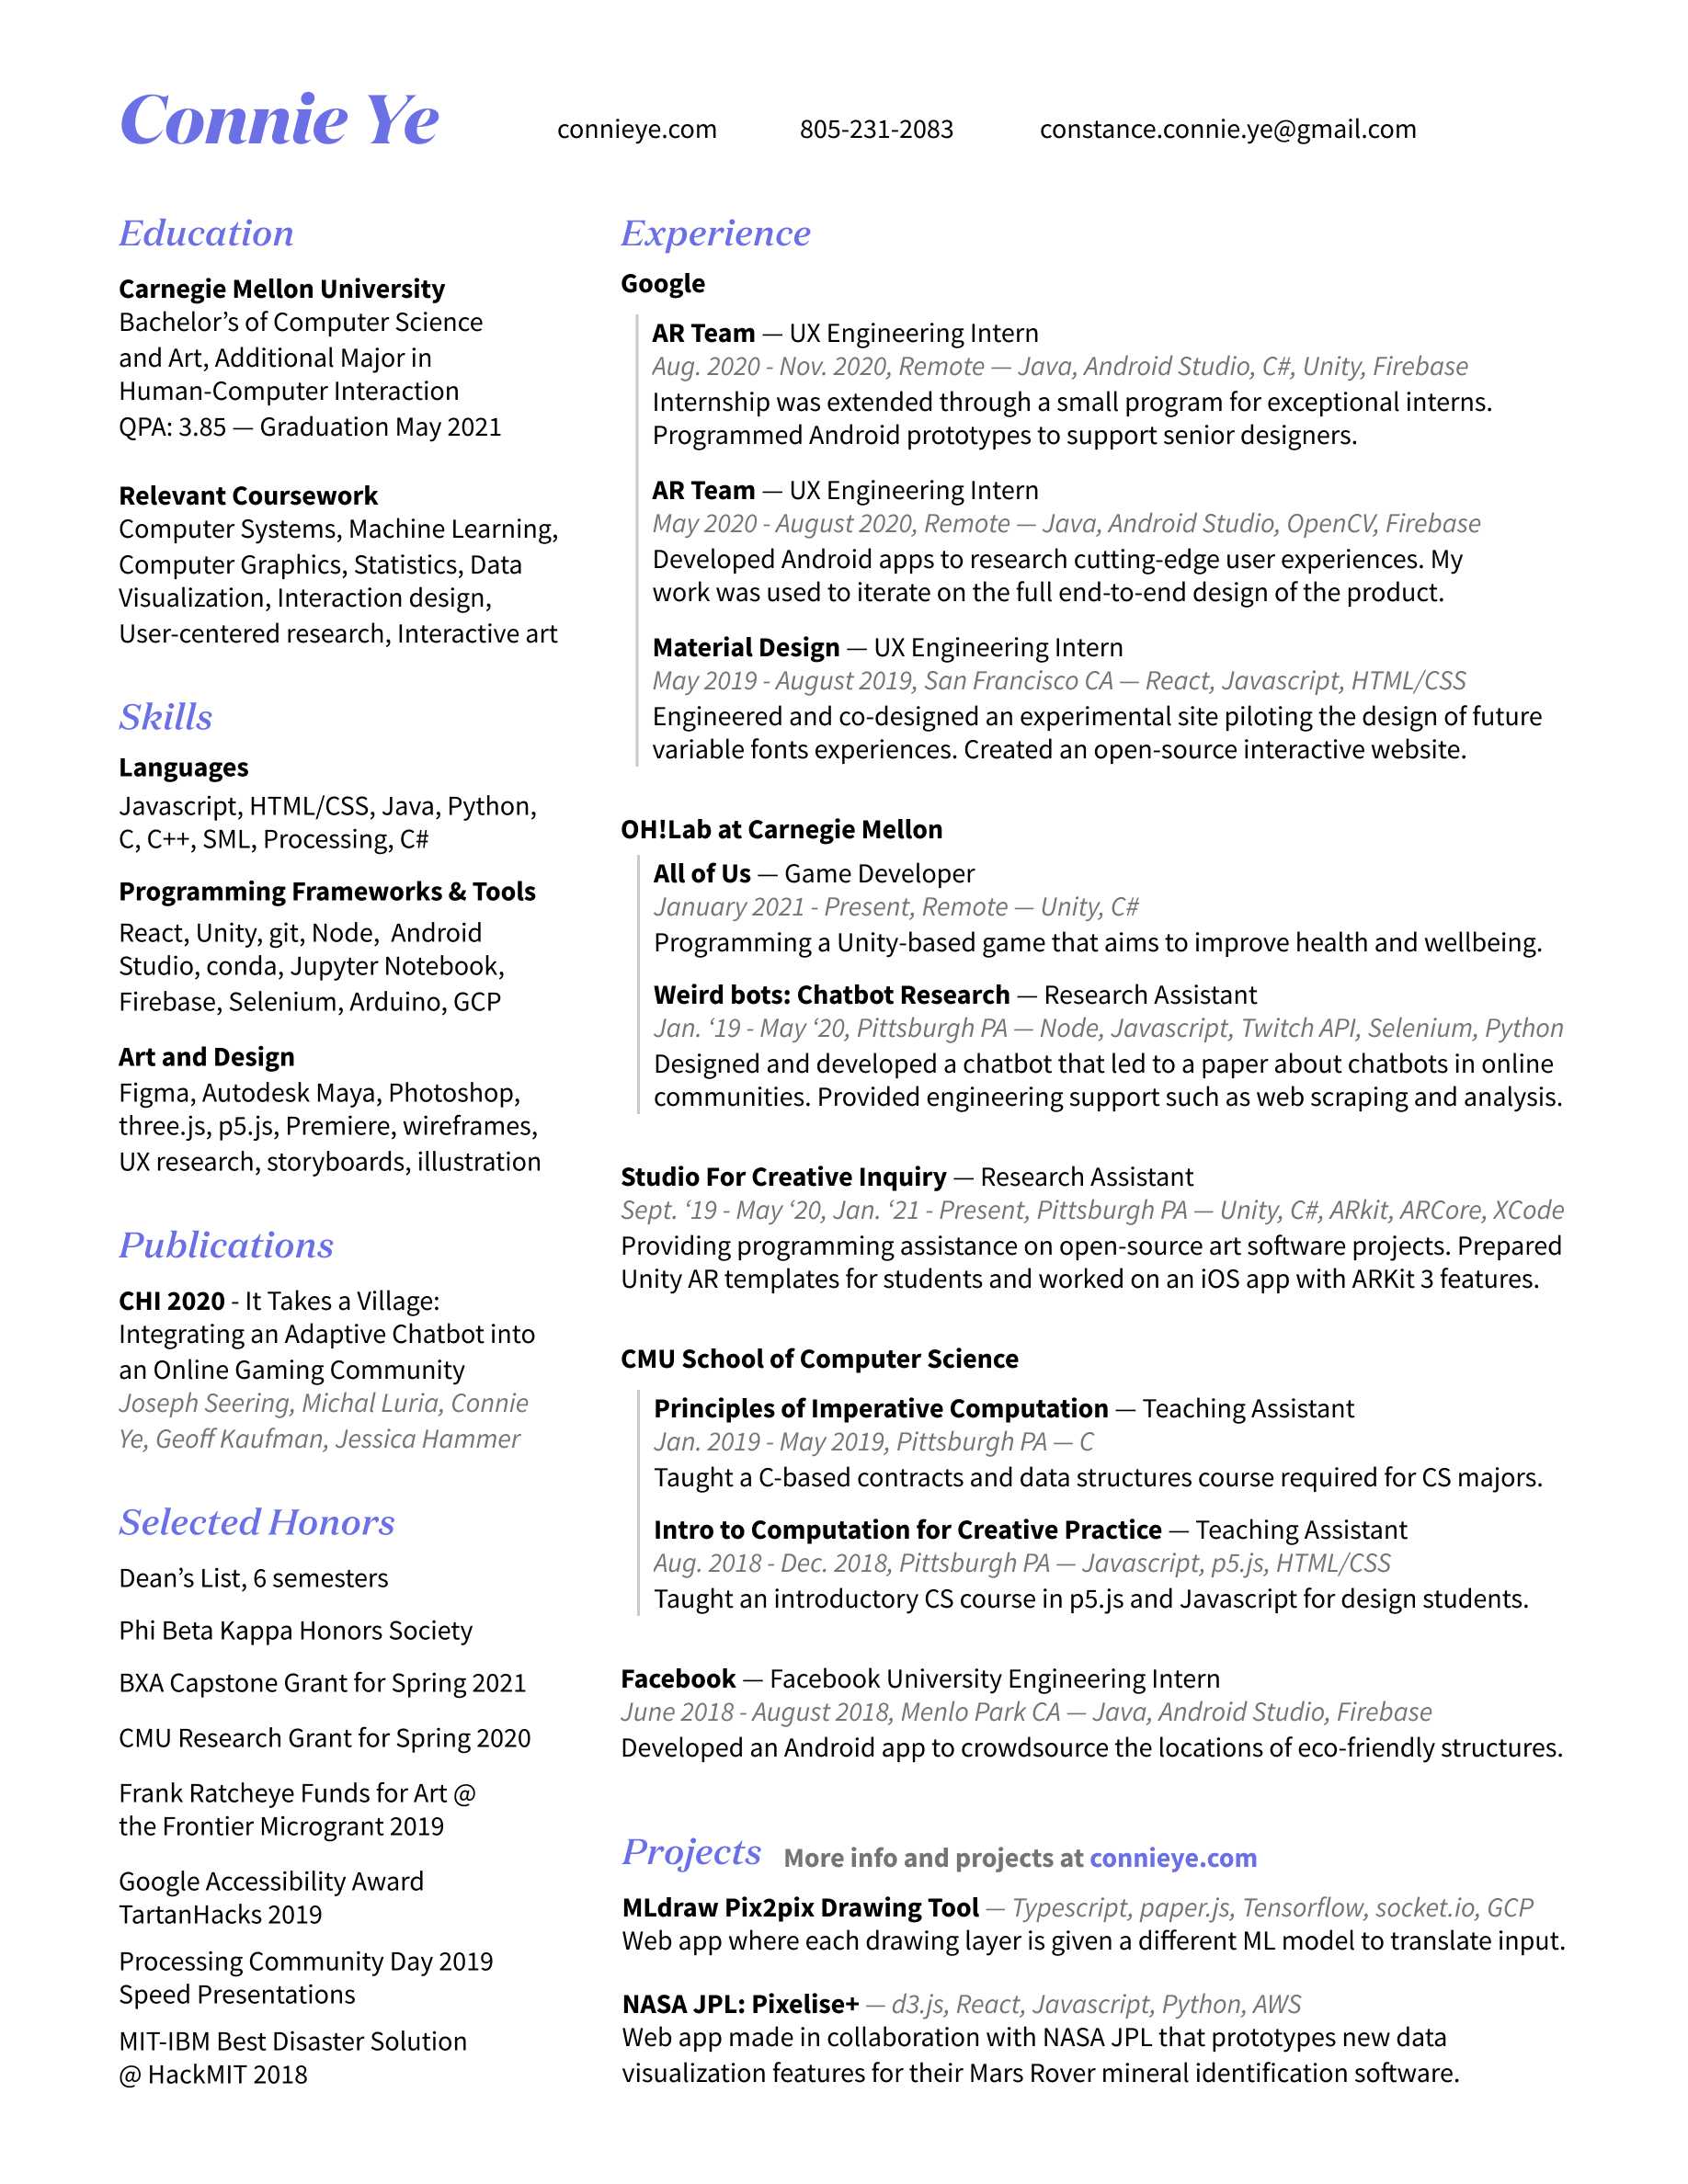 Connie Ye
connieye.com
805-231-2083
constance.connie.ye@gmail.com
Education
Carnegie Mellon University
Bachelor’s of Computer Science
and Art, Additional Major in
Human-Computer Interaction
QPA: 3.85 — Graduation May 2021
Relevant Coursework
Computer Systems, Machine Learning,
Computer Graphics, Statistics, Data
Visualization, Interaction design,
User-centered research, Interactive art
Skills
Languages
Javascript, HTML/CSS, Java, Python,
C, C++, SML, Processing, C#
Programming Frameworks & Tools
React, Unity, git, Node, Android
Studio, conda, Jupyter Notebook,
Firebase, Selenium, Arduino, GCP
Art and Design
Figma, Autodesk Maya, Photoshop,
three.js, p5.js, Premiere, wireframes,
UX research, storyboards, illustration
Publications
CHI 2020 - It Takes a Village:
Integrating an Adaptive Chatbot into
an Online Gaming Community
Joseph Seering, Michal Luria, Connie
Ye, Geoff Kaufman, Jessica Hammer
Selected Honors
Dean’s List, 6 semesters
Phi Beta Kappa Honors Society
BXA Capstone Grant for Spring 2021
CMU Research Grant for Spring 2020
Frank Ratcheye Funds for Art @
the Frontier Microgrant 2019
Google Accessibility Award
TartanHacks 2019
Processing Community Day 2019
Speed Presentations
MIT-IBM Best Disaster Solution
@ HackMIT 2018
Experience
Google
AR Team — UX Engineering Intern
Aug. 2020 - Nov. 2020, Remote — Java, Android Studio, C#, Unity, Firebase
Internship was extended through a small program for exceptional interns.
Programmed Android prototypes to support senior designers.
AR Team — UX Engineering Intern
May 2020 - August 2020, Remote — Java, Android Studio, OpenCV, Firebase
Developed Android apps to research cutting-edge user experiences. My
work was used to iterate on the full end-to-end design of the product.
Material Design — UX Engineering Intern
May 2019 - August 2019, San Francisco CA — React, Javascript, HTML/CSS
Engineered and co-designed an experimental site piloting the design of future
variable fonts experiences. Created an open-source interactive website.
OH!Lab at Carnegie Mellon
All of Us — Game Developer
January 2021 - Present, Remote — Unity, C#
Programming a Unity-based game that aims to improve health and wellbeing.
Weird bots: Chatbot Research — Research Assistant
Jan. ‘19 - May ‘20, Pittsburgh PA — Node, Javascript, Twitch API, Selenium, Python
Designed and developed a chatbot that led to a paper about chatbots in online
communities. Provided engineering support such as web scraping and analysis.
Studio For Creative Inquiry — Research Assistant
Sept. ‘19 - May ‘20, Jan. ‘21 - Present, Pittsburgh PA — Unity, C#, ARkit, ARCore, XCode
Providing programming assistance on open-source art software projects. Prepared
Unity AR templates for students and worked on an iOS app with ARKit 3 features.
CMU School of Computer Science
Principles of Imperative Computation — Teaching Assistant
Jan. 2019 - May 2019, Pittsburgh PA — C
Taught a C-based contracts and data structures course required for CS majors.
Intro to Computation for Creative Practice — Teaching Assistant
Aug. 2018 - Dec. 2018, Pittsburgh PA — Javascript, p5.js, HTML/CSS
Taught an introductory CS course in p5.js and Javascript for design students.
Facebook — Facebook University Engineering Intern
June 2018 - August 2018, Menlo Park CA — Java, Android Studio, Firebase
Developed an Android app to crowdsource the locations of eco-friendly structures.
Projects More info and projects at connieye.com
MLdraw Pix2pix Drawing Tool — Typescript, paper.js, Tensorflow, socket.io, GCP
Web app where each drawing layer is given a different ML model to translate input.
NASA JPL: Pixelise+ — d3.js, React, Javascript, Python, AWS
Web app made in collaboration with NASA JPL that prototypes new data
visualization features for their Mars Rover mineral identification software.